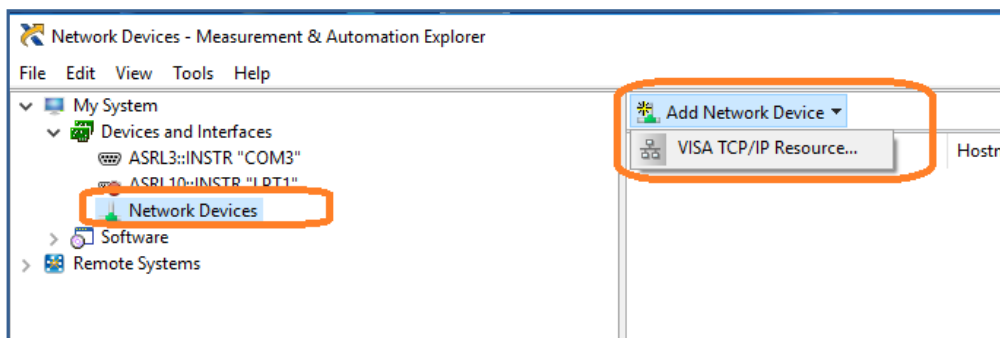 Network Devices - Measurement & Automation Explorer
File Edit View Tools Help
My System
Devices and Interfaces
ASRL3::INSTR "COM3"
ASRL10::INSTR "LPT1"
Network Devices
Software
Remote Systems
Add Network Device
VISA TCP/IP Resource...
Hostn